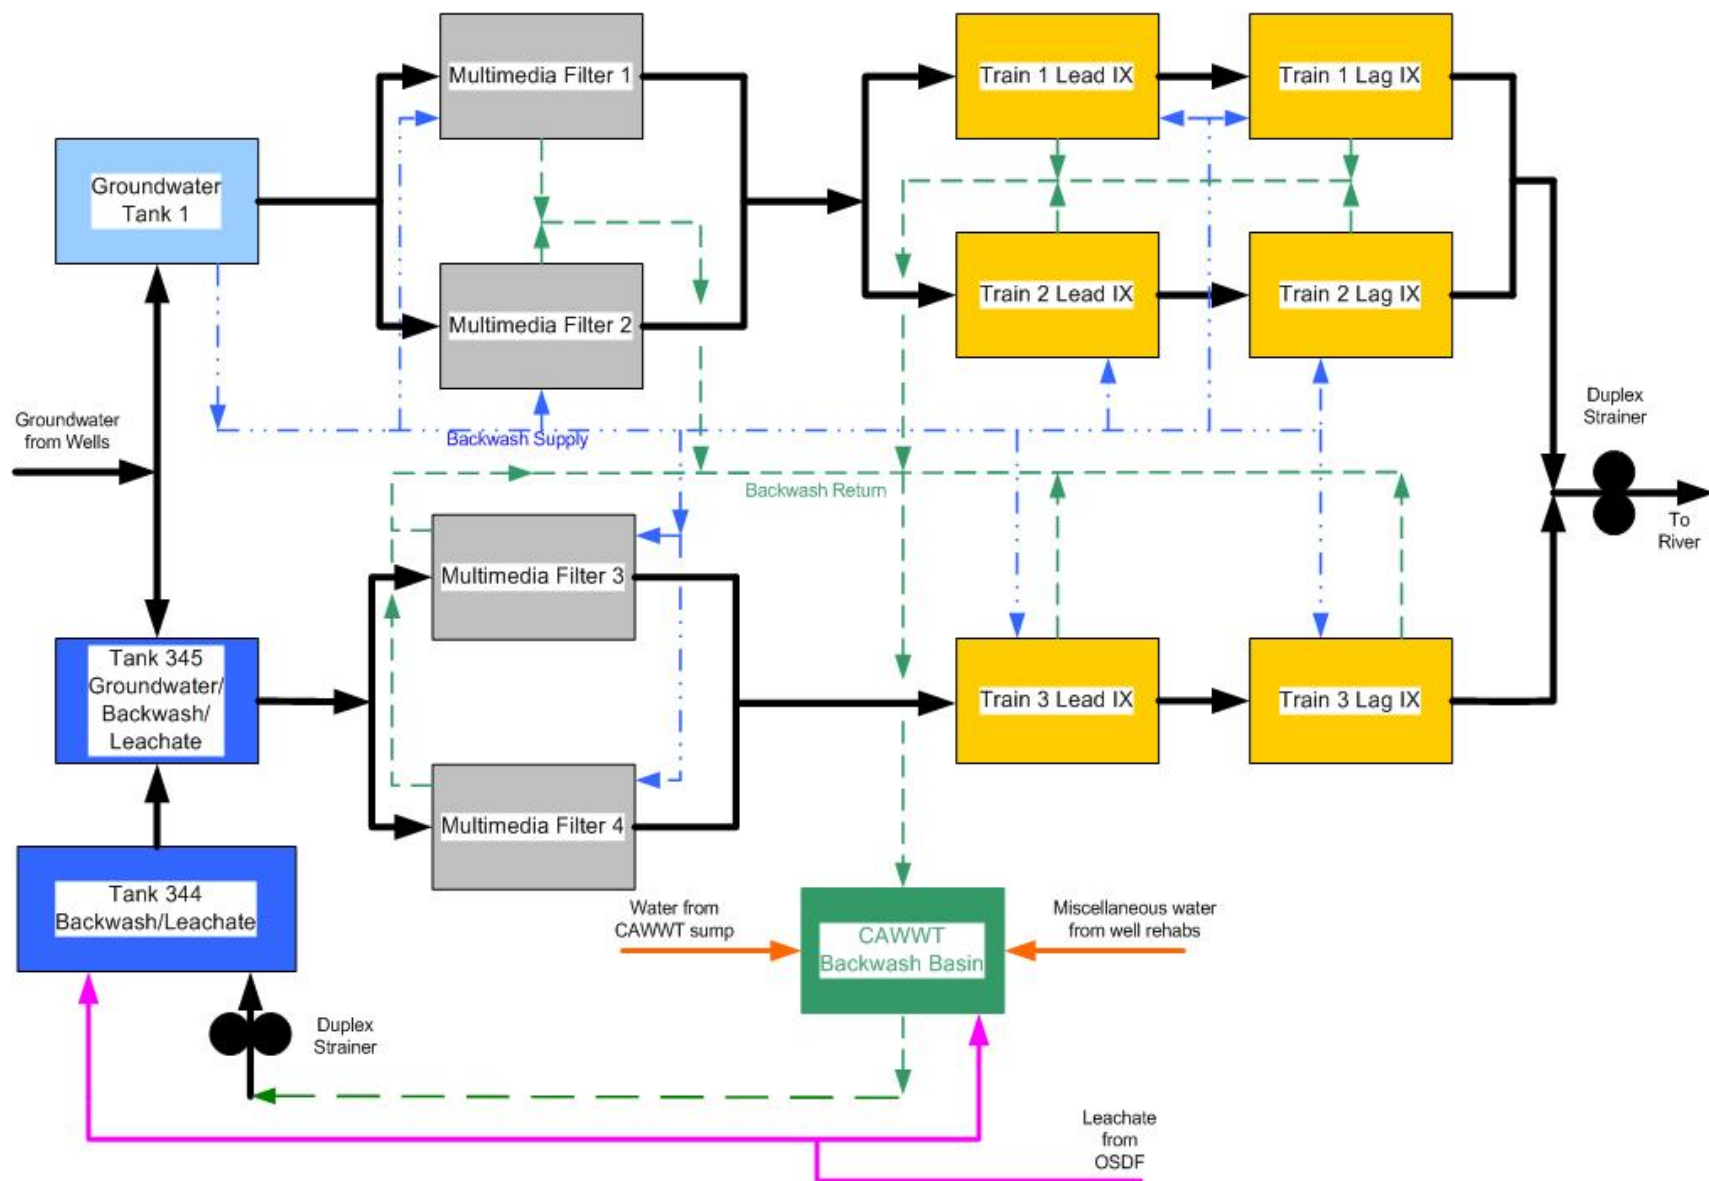 Multimedia Filter 1
Train 1 Lead IX
Train 1 Lag IX
Groundwater
Tank 1
Multimedia Filter 2
Train 2 Lead IX
Train 2 Lag IX
Groundwater
from Wells
Backwash Supply
Duplex
Strainer
Backwash Return
To
River
Multimedia Filter 3
Tank 345
Groundwater/
Backwash/
Leachate
Train 3 Lead IX
Train 3 Lag IX
Multimedia Filter 4
Tank 344
Backwash/Leachate
Water from
CAWWT sump
CAWWT
Backwash Basin
Miscellaneous water
from well rehabs
Duplex
Strainer
Leachate
from
OSDF